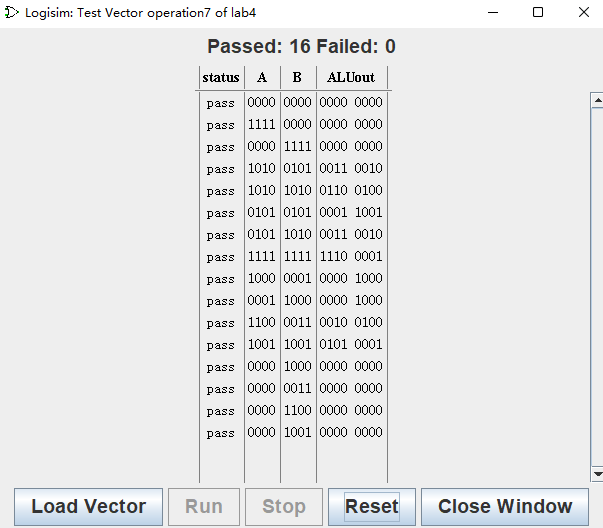 Logisim: Test Vector operation7 of lab4
Passed: 16 Failed: 0
status A B ALUout
pass 0000 0000 0000 0000
pass 1111 0000 0000 0000
pass 0000 1111 0000 0000
pass 1010 0101 0011 0010
pass 1010 1010 0110 0100
pass 0101 0101 0001 1001
pass 0101 1010 0011 0010
pass 1111 1111 1110 0001
pass 1000 0001 0000 1000
pass 0001 1000 0000 1000
pass 1100 0011 0010 0100
pass 1001 1001 0101 0001
pass 0000 1000 0000 0000
pass 0000 0011 0000 0000
pass 0000 1100 0000 0000
pass 0000 1001 0000 0000
Load Vector Run Stop Reset Close Window